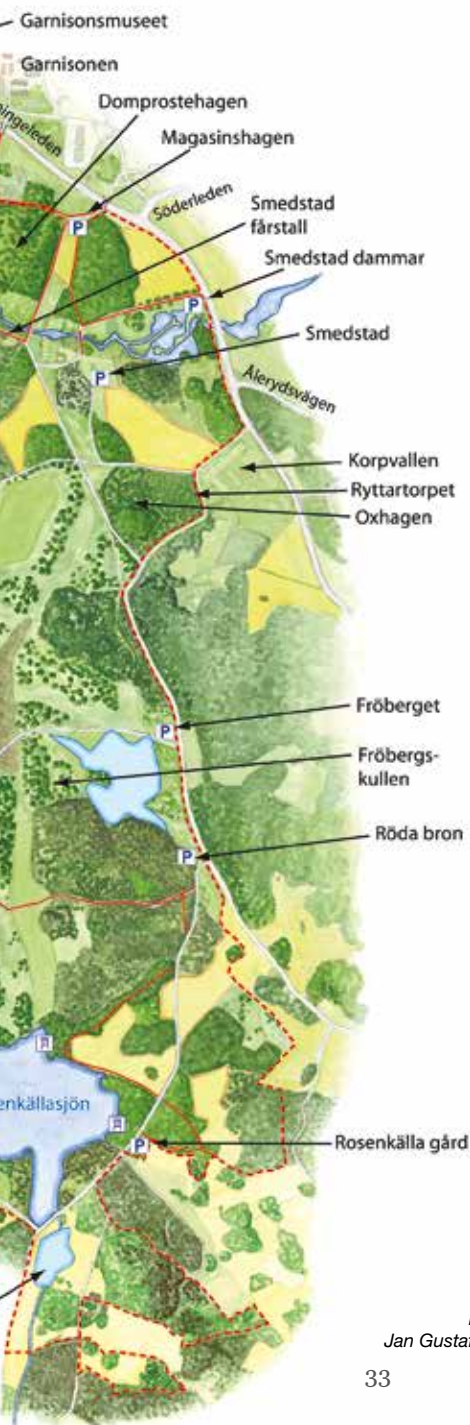 Garnisonsmuseet
Garnisonen
Domprostehagen
Magasinshagen
Söderleden
Smedstad
fårstall
P
Smedstad dammar
P
Smedstad
P
Ålerydsvägen
Korpvallen
Ryttartorpet
Oxhagen
Fröberget
P
Fröbergs-
kullen
Röda bron
P
Rosenkälla gård
P
33